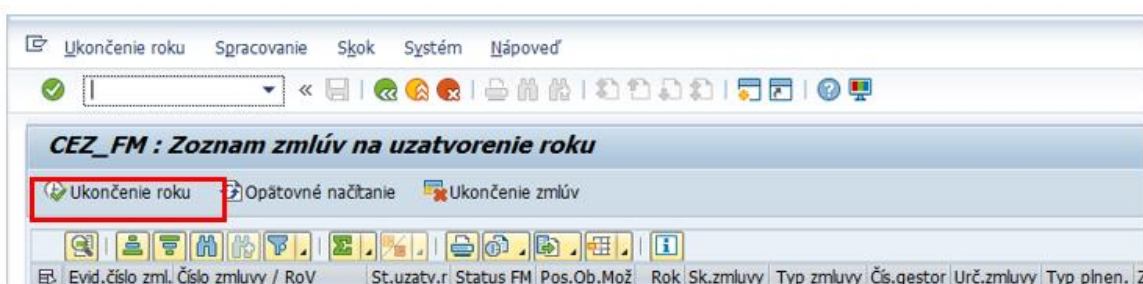 Ukončenie roku Spracovanie Skok Systém Nápoveď
CEZ_FM : Zoznam zmlúv na uzatvorenie roku
Ukončenie roku Opätovné načítanie Ukončenie zmlúv
Evid.číslo zml. Číslo zmluvy / RoV St.uzatv.r Status FM Pos.Ob.Mož Rok Sk.zmluvy Typ zmluvy Čís.gestor Urč.zmluvy Typ plnen.